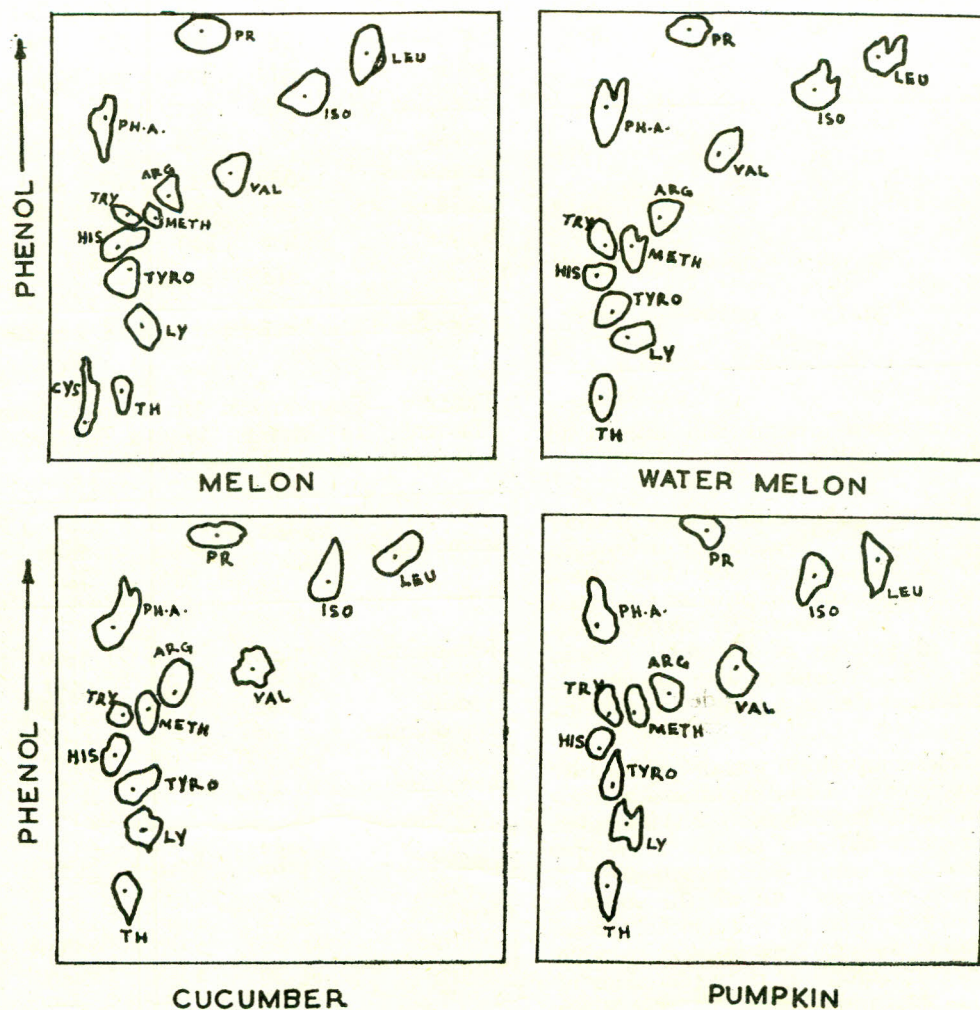 PR
LEU
ISO
PH.A.
VAL
ARG
TRY
METH
HIS
TYRO
LY
CYS
TH
PHENOL
MELON
PR
LEU
ISO
PH.A.
VAL
ARG
TRY
METH
HIS
TYRO
LY
TH
WATER MELON
PR
LEU
ISO
PH.A.
ARG
VAL
TRY
METH
HIS
TYRO
LY
TH
PHENOL
CUCUMBER
PR
LEU
ISO
PH.A.
ARG
VAL
TRY
METH
HIS
TYRO
LY
TH
PUMPKIN